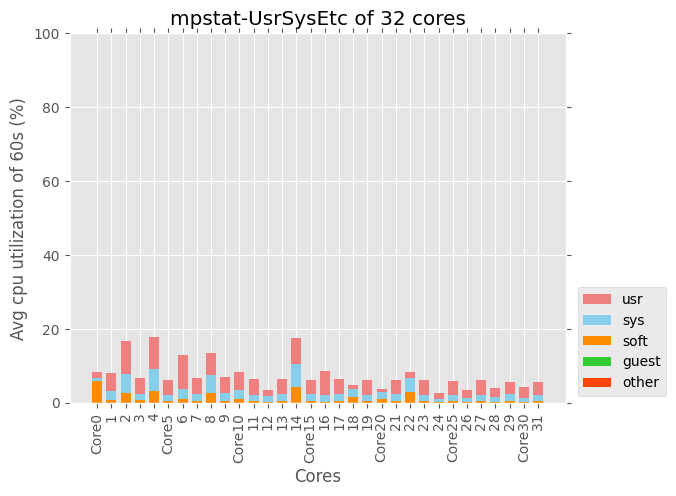 mpstat-UsrSysEtc of 32 cores
Avg cpu utilization of 60s (%)
100
80
60
40
20
0
Core0
1
2
3
4
Core5
6
7
8
9
Core10
11
12
13
14
Core15
16
17
18
19
Core20
21
22
23
24
Core25
26
27
28
29
Core30
31
Cores
usr
sys
soft
guest
other